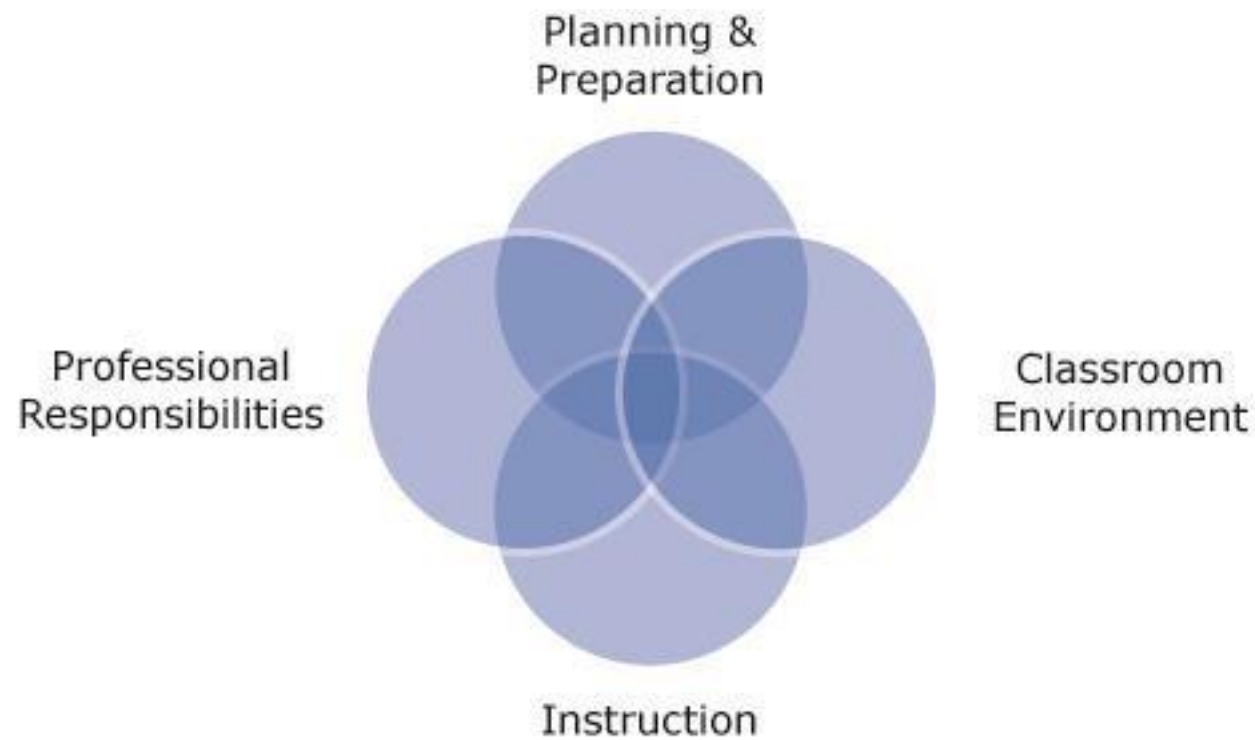 Planning &
Preparation
Professional
Responsibilities
Classroom
Environment
Instruction